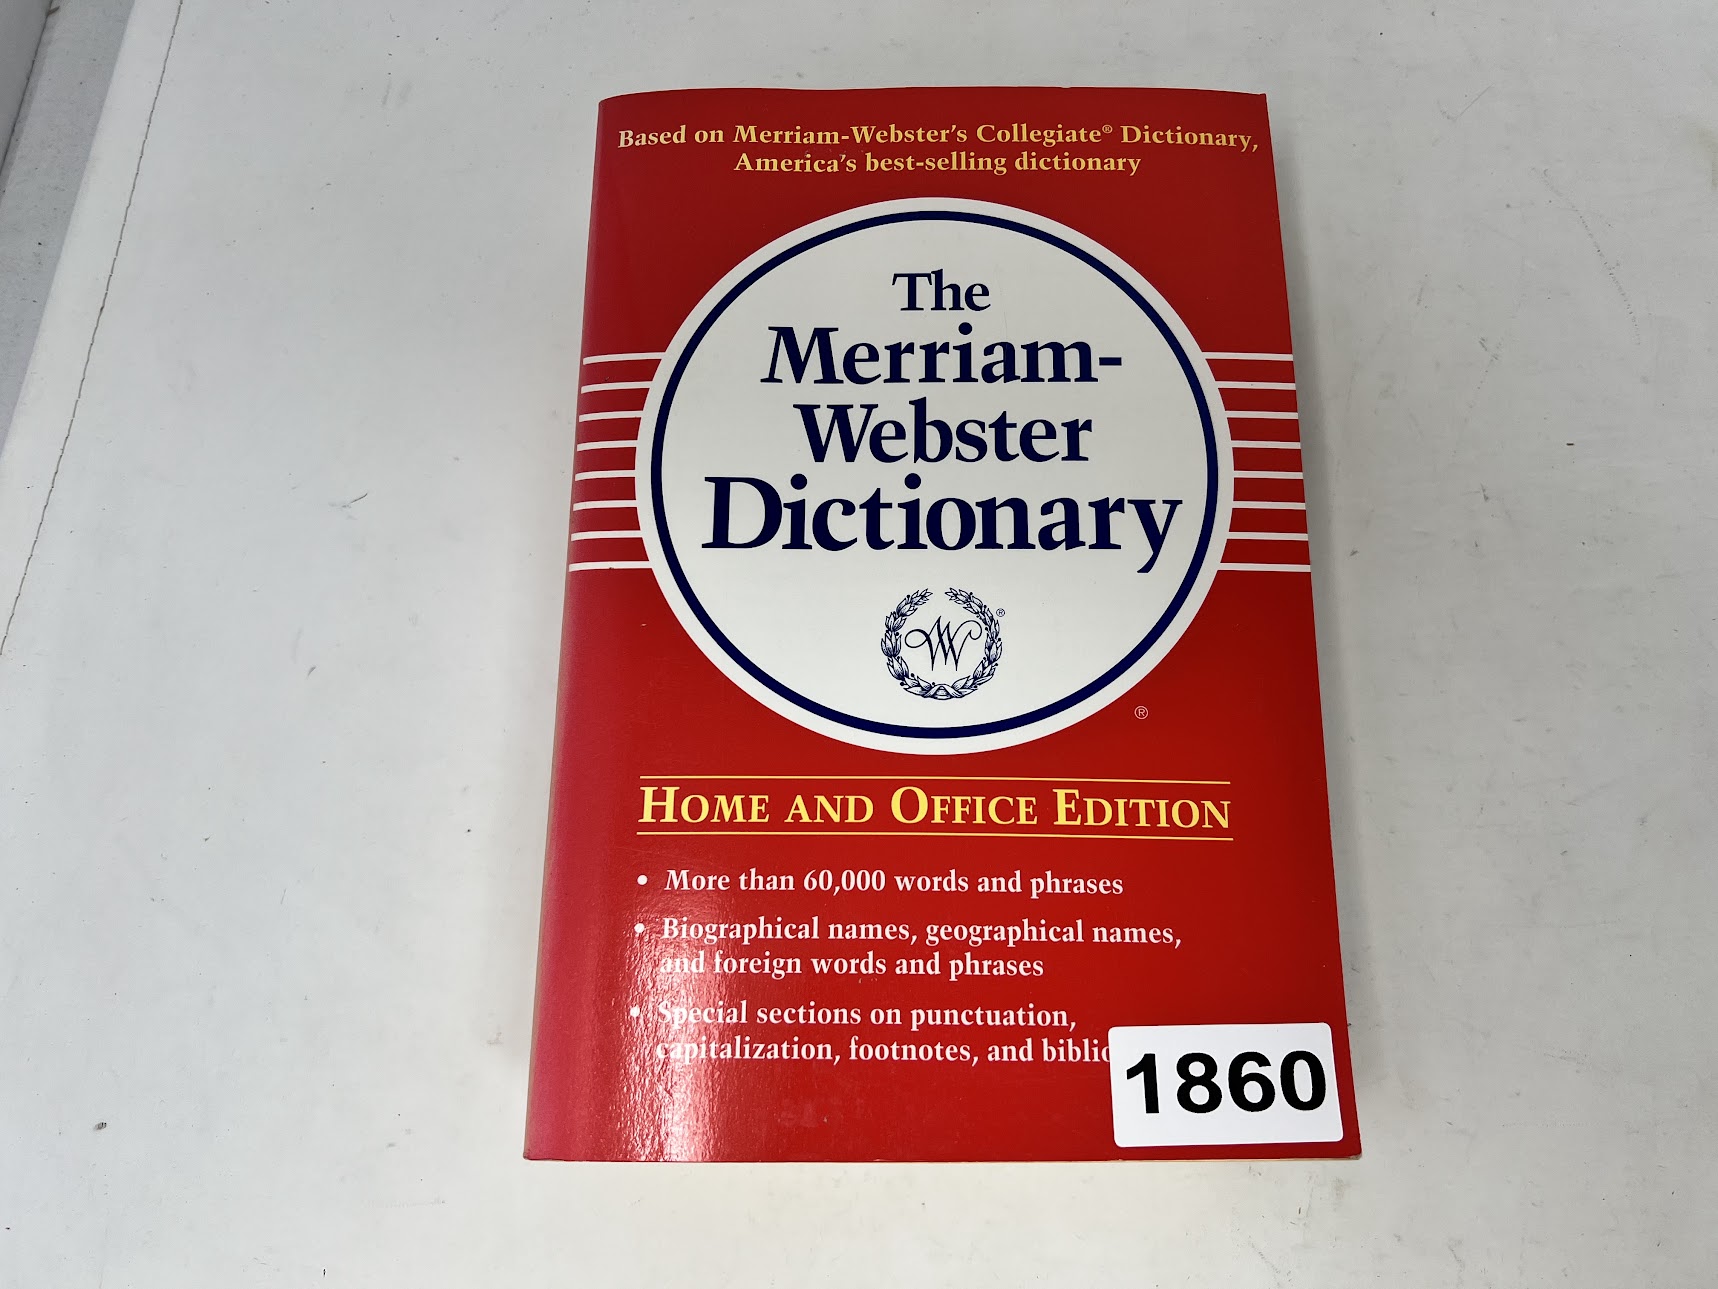 Based on Merriam-Webster's Collegiate® Dictionary,
America's best-selling dictionary
The
Merriam-
Webster
Dictionary
®
®
HOME AND OFFICE EDITION
• More than 60,000 words and phrases
• Biographical names, geographical names,
and foreign words and phrases
• Special sections on punctuation,
capitalization, footnotes, and biblio
1860